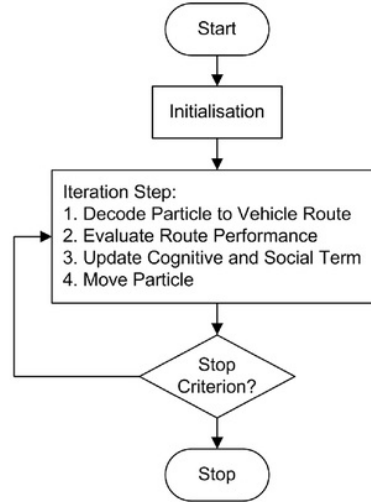 Start
Initialisation
Iteration Step:
1. Decode Particle to Vehicle Route
2. Evaluate Route Performance
3. Update Cognitive and Social Term
4. Move Particle
Stop
Criterion?
Stop